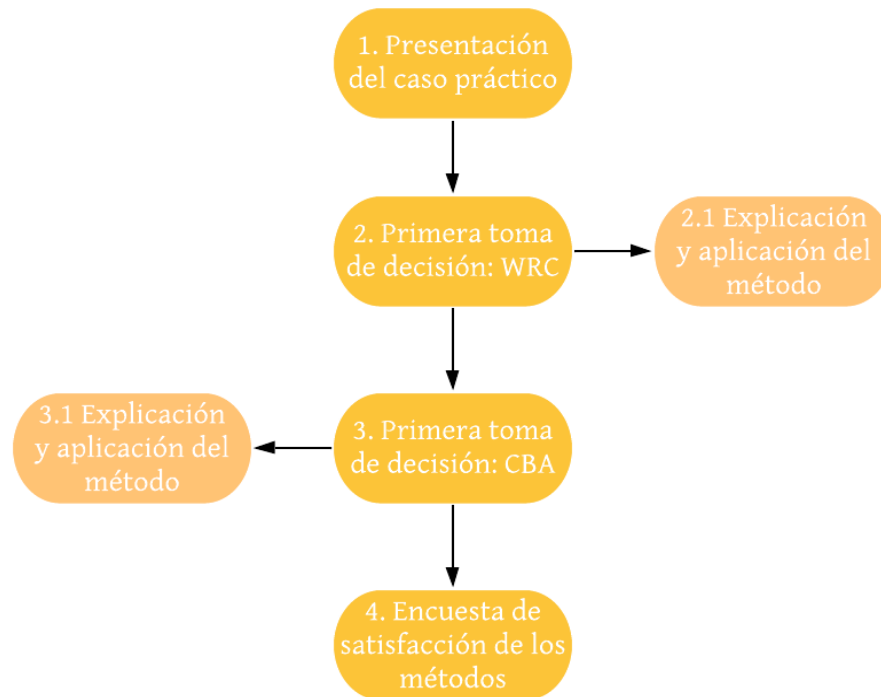 1. Presentación
del caso práctico
2. Primera toma
de decisión: WRC
2.1 Explicación
y aplicación del
método
3.1 Explicación
y aplicación del
método
3. Primera toma
de decisión: CBA
4. Encuesta de
satisfacción de los
métodos